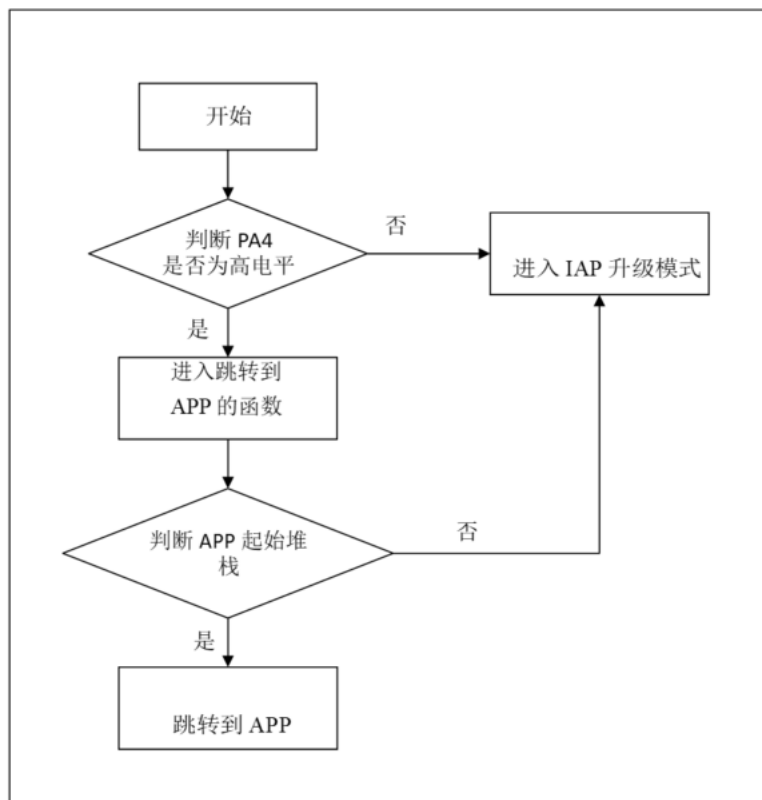 开始
判断 PA4
是否为高电平
否
进入 IAP 升级模式
是
进入跳转到
APP 的函数
判断 APP 起始堆
栈
否
是
跳转到 APP